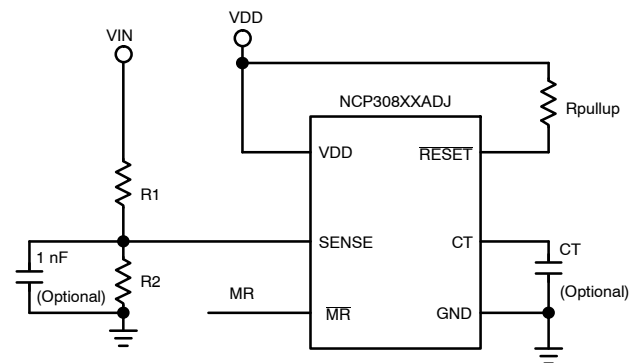 VDD
VIN
NCP308XXADJ
Rpullup
VDD
RESET
R1
SENSE
CT
CT
1 nF
R2
(Optional)
(Optional)
MR
MR
GND